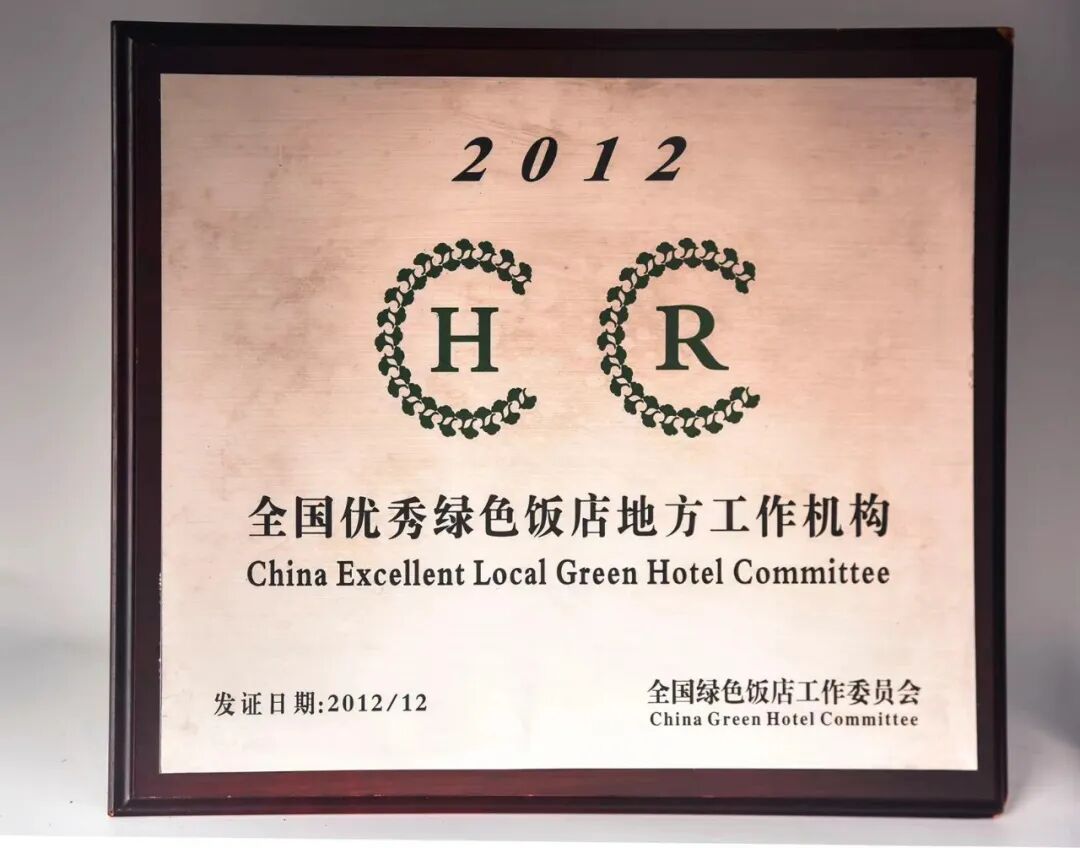 2012
H R
全国优秀绿色饭店地方工作机构
China Excellent Local Green Hotel Committee
发证日期:2012/12
全国绿色饭店工作委员会
China Green Hotel Committee